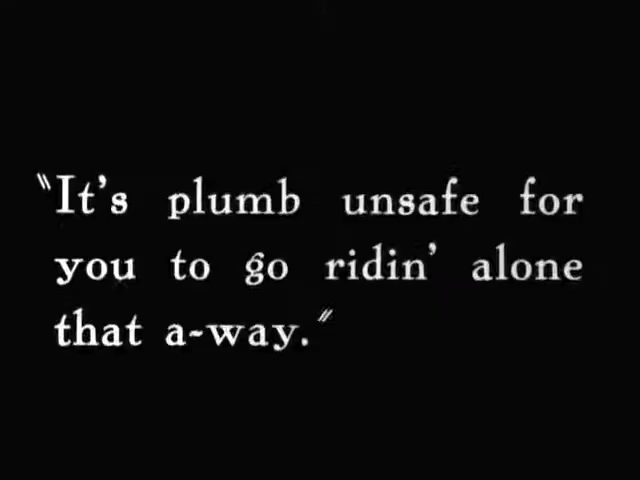 "It's plumb unsafe for
you to go ridin' alone
that a-way."